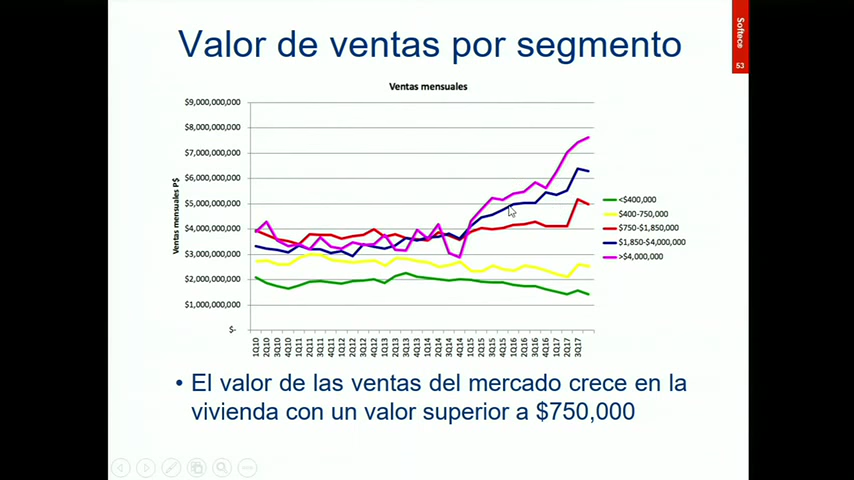 Softece
53
Valor de ventas por segmento
Ventas mensuales
Ventas mensuales P$
$9,000,000,000
$8,000,000,000
$7,000,000,000
$6,000,000,000
$5,000,000,000
$4,000,000,000
$3,000,000,000
$2,000,000,000
$1,000,000,000
$-
1Q10
2Q10
3Q10
4Q10
1Q11
2Q11
3Q11
4Q11
1Q12
2Q12
3Q12
4Q12
1Q13
2Q13
3Q13
4Q13
1Q14
2Q14
3Q14
4Q14
1Q15
2Q15
3Q15
4Q15
1Q16
2Q16
3Q16
4Q16
1Q17
2Q17
3Q17
<$400,000
$400-750,000
$750-$1,850,000
$1,850-$4,000,000
>$4,000,000
• El valor de las ventas del mercado crece en la
vivienda con un valor superior a $750,000